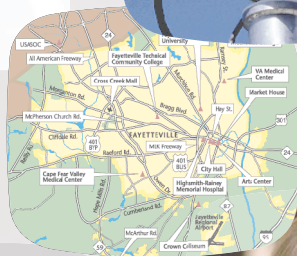 University
24
USASOC
Fayetteville Technical
Community College
All American Freeway
VA Medical
Center
Cross Creek Mall
Market House
McPherson Church Rd.
Bragg Blvd
Hay St.
301
Cliffdale Rd.
FAYETTEVILLE
401
BYP
Raeford Rd.
MLK Freeway
401
BUS
City Hall
Cape Fear Valley
Medical Center
Highsmith-Rainey
Memorial Hospital
Arts Center
Cumberland Rd.
87
Fayetteville
Regional
Airport
McArthur Rd.
59
Crown Coliseum
95